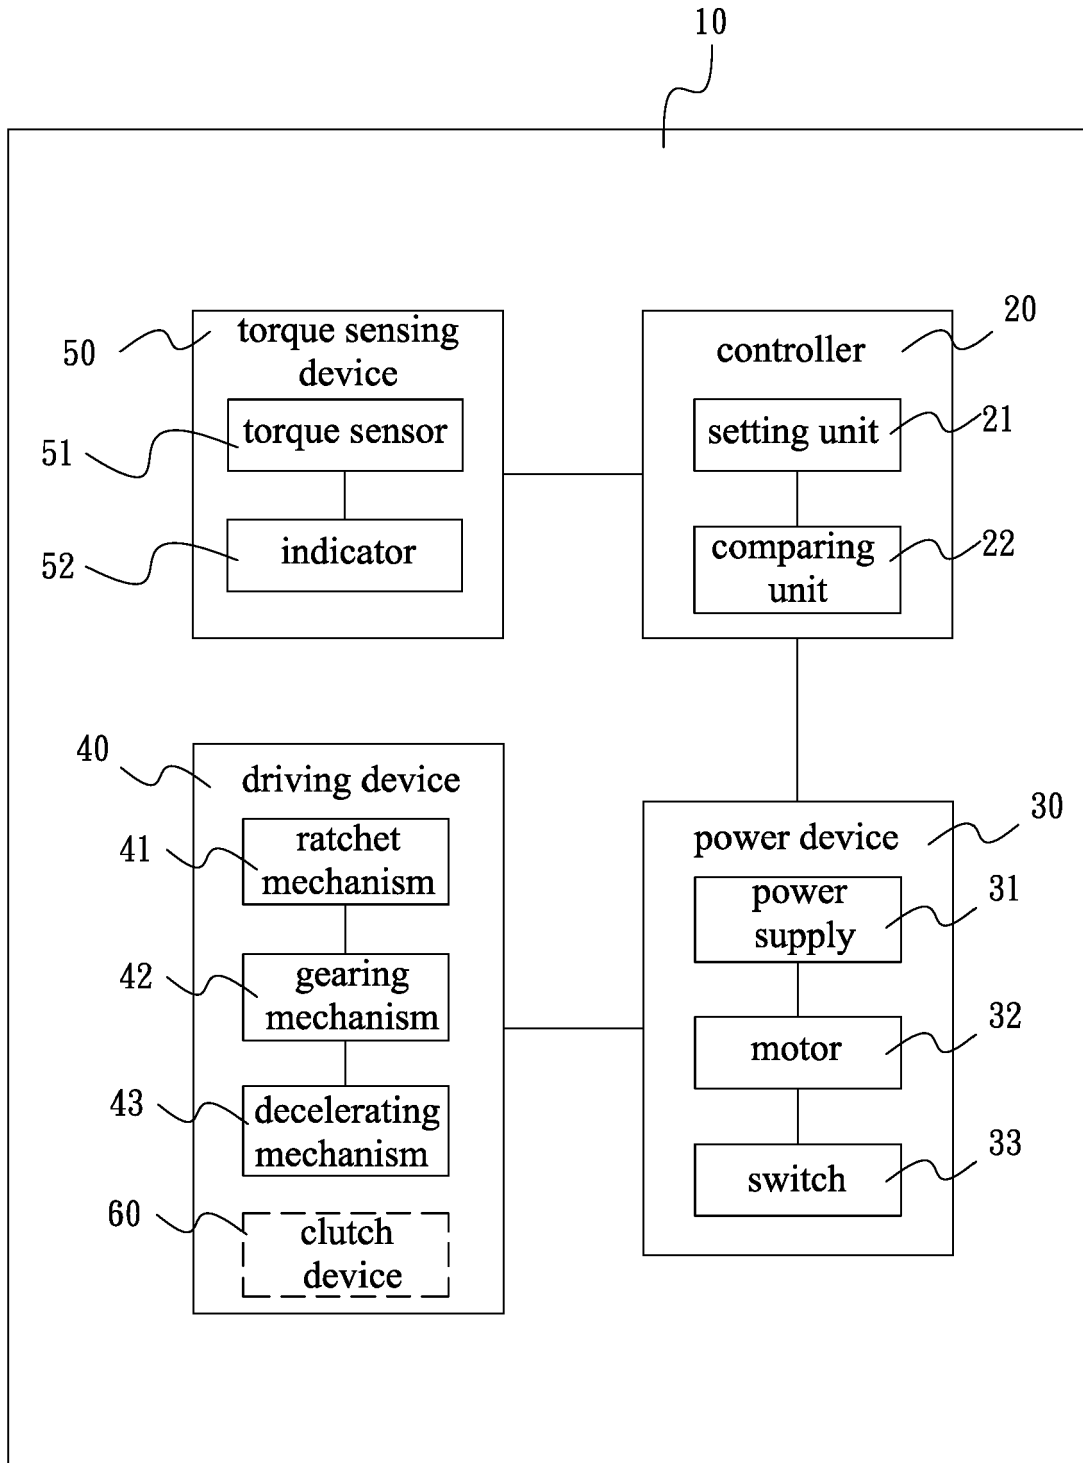 10
50
torque sensing
device
51
torque sensor
52
indicator
20
controller
21
setting unit
22
comparing
unit
40
driving device
41
ratchet
mechanism
42
gearing
mechanism
43
decelerating
mechanism
60
clutch
device
30
power device
31
power
supply
32
motor
33
switch